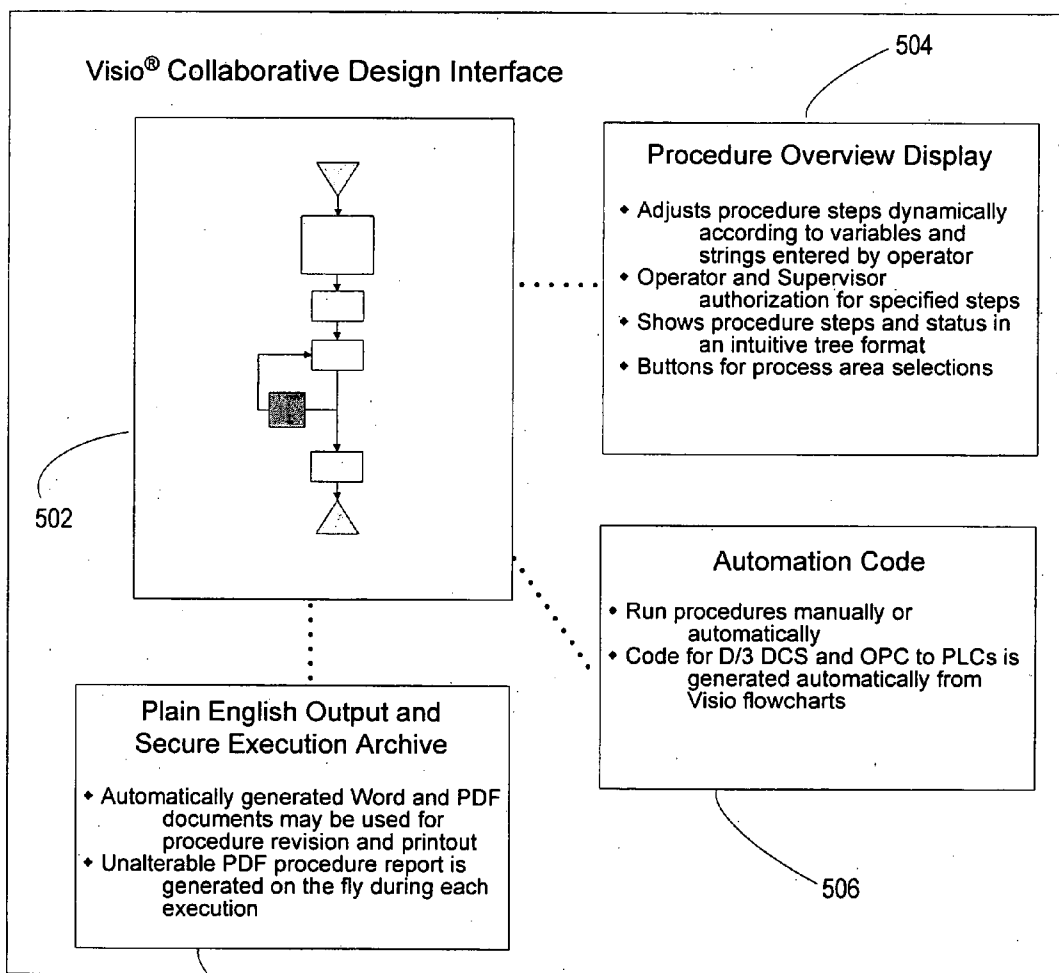 504
Visio® Collaborative Design Interface
Procedure Overview Display
• Adjusts procedure steps dynamically
according to variables and
strings entered by operator
• Operator and Supervisor
authorization for specified steps
• Shows procedure steps and status in
an intuitive tree format
• Buttons for process area selections
502
Automation Code
• Run procedures manually or
automatically
• Code for D/3 DCS and OPC to PLCs is
generated automatically from
Visio flowcharts
506
Plain English Output and
Secure Execution Archive
• Automatically generated Word and PDF
documents may be used for
procedure revision and printout
• Unalterable PDF procedure report is
generated on the fly during each
execution